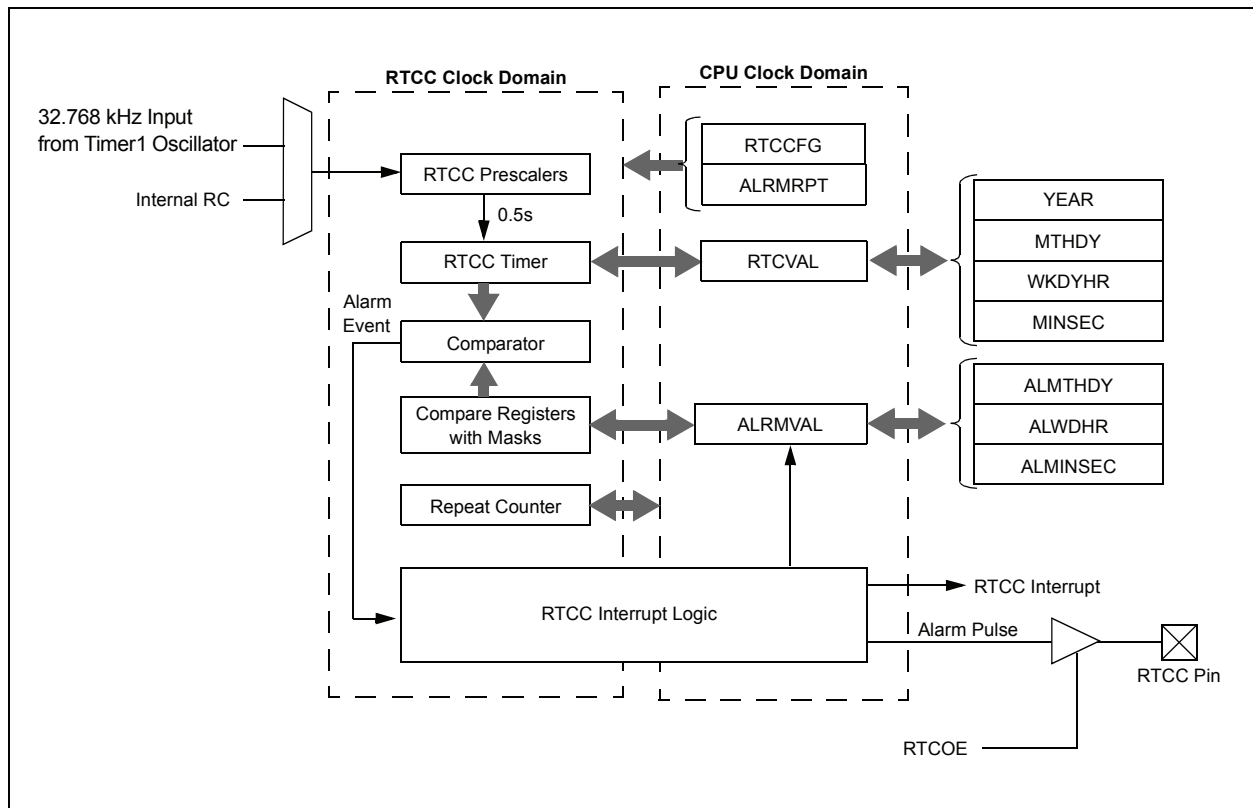 RTCC Clock Domain
CPU Clock Domain
32.768 kHz Input
from Timer1 Oscillator
Internal RC
RTCC Prescalers
0.5s
RTCC Timer
Alarm
Event
Comparator
Compare Registers
with Masks
Repeat Counter
RTCC Interrupt Logic
RTCCFG
ALRMRPT
RTCVAL
ALRMVAL
YEAR
MTHDY
WKDYHR
MINSEC
ALMTHDY
ALWDHR
ALMINSEC
RTCC Interrupt
Alarm Pulse
RTCC Pin
RTCOE